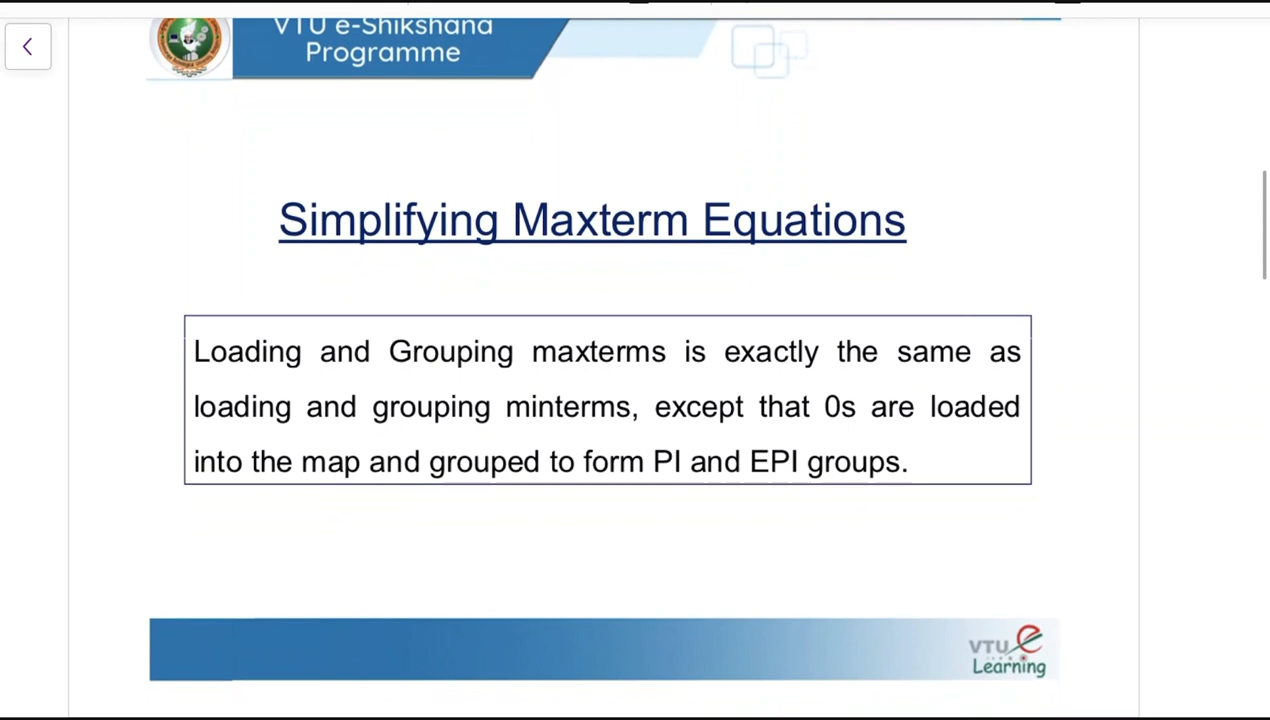 VTU e-Shikshana
Programme
Simplifying Maxterm Equations
Loading and Grouping maxterms is exactly the same as
loading and grouping minterms, except that 0s are loaded
into the map and grouped to form PI and EPI groups.
VTU e
Learning